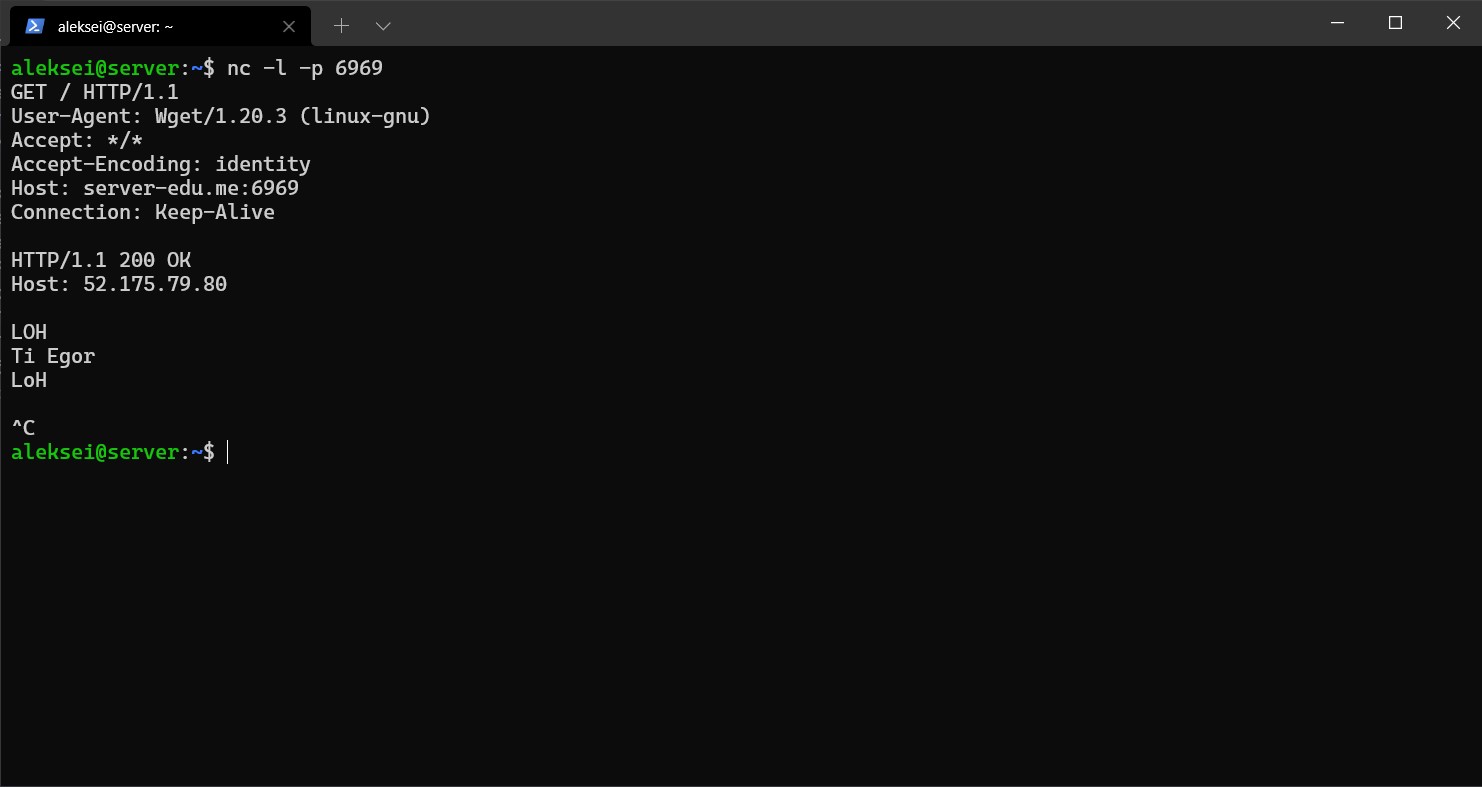 aleksei@server: ~
aleksei@server:~$ nc -l -p 6969
GET / HTTP/1.1
User-Agent: Wget/1.20.3 (linux-gnu)
Accept: */*
Accept-Encoding: identity
Host: server-edu.me:6969
Connection: Keep-Alive
HTTP/1.1 200 OK
Host: 52.175.79.80
LOH
Ti Egor
LoH
^C
aleksei@server:~$